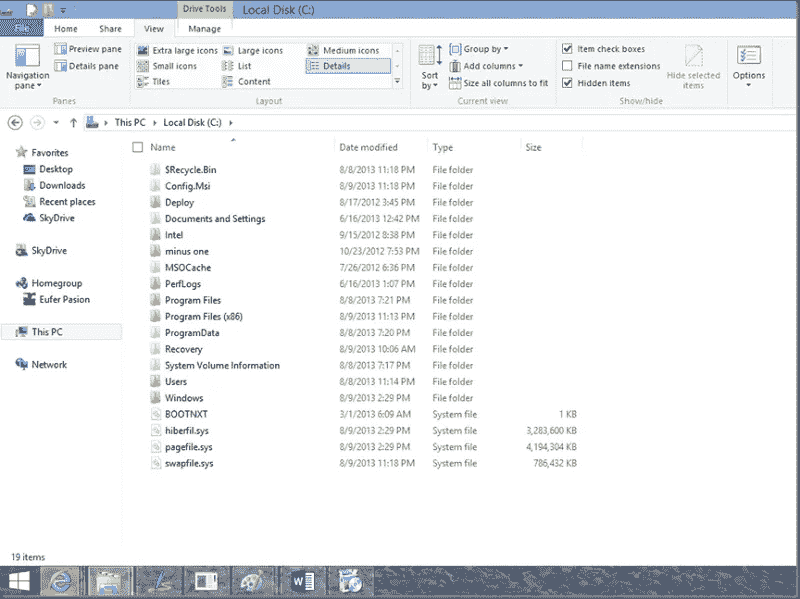 Drive Tools
Local Disk (C:)
File Home Share View Manage
Navigation pane
Preview pane
Details pane
Panes
Extra large icons Large icons Medium icons
Small icons List Details
Tiles Content
Layout
Sort by
Group by
Add columns
Size all columns to fit
Current view
Item check boxes
File name extensions
Hidden items
Hide selected items
Show/hide
Options
This PC Local Disk (C:)
Favorites
Desktop
Downloads
Recent places
SkyDrive
SkyDrive
Homegroup
Eufer Pasion
This PC
Network
Name Date modified Type Size
$Recycle.Bin 8/8/2013 11:18 PM File folder
Config.Msi 8/9/2013 11:18 PM File folder
Deploy 8/17/2012 3:45 PM File folder
Documents and Settings 6/16/2013 12:42 PM File folder
Intel 9/15/2012 8:38 PM File folder
minus one 10/23/2012 7:53 PM File folder
MSOCache 7/26/2012 6:36 PM File folder
PerfLogs 6/16/2013 1:07 PM File folder
Program Files 8/8/2013 7:21 PM File folder
Program Files (x86) 8/9/2013 11:13 PM File folder
ProgramData 8/8/2013 7:20 PM File folder
Recovery 8/9/2013 10:06 AM File folder
System Volume Information 8/8/2013 7:17 PM File folder
Users 8/8/2013 11:14 PM File folder
Windows 8/9/2013 2:29 PM File folder
BOOTNXT 3/1/2013 6:09 AM System file 1 KB
hiberfil.sys 8/9/2013 2:29 PM System file 3,283,600 KB
pagefile.sys 8/9/2013 2:29 PM System file 4,194,304 KB
swapfile.sys 8/9/2013 11:18 PM System file 786,432 KB
19 items